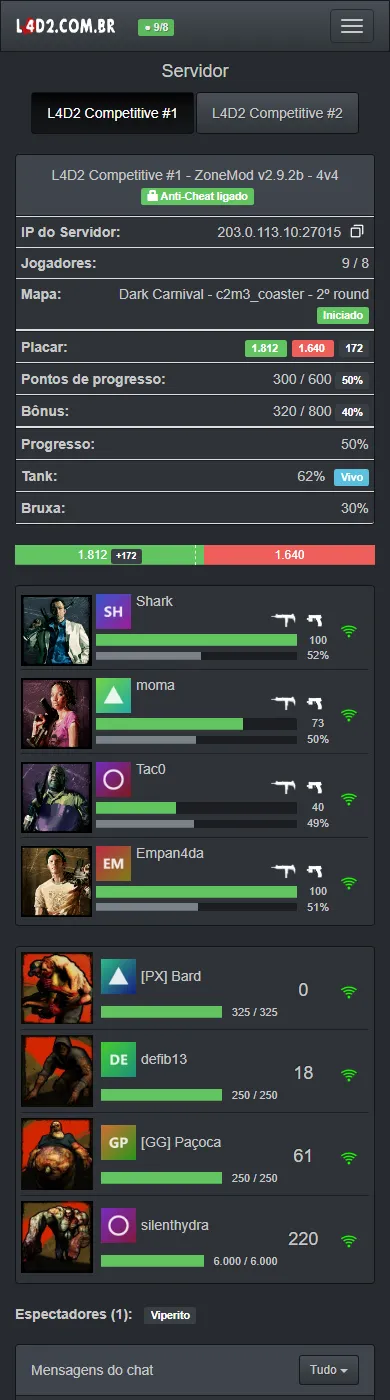 L4D2.COM.BR
● 9/8
Servidor
L4D2 Competitive #1
L4D2 Competitive #2
L4D2 Competitive #1 - ZoneMod v2.9.2b - 4v4
Anti-Cheat ligado
IP do Servidor: 203.0.113.10:27015
Jogadores: 9 / 8
Mapa: Dark Carnival - c2m3_coaster - 2º round
Iniciado
Placar: 1.812 1.640 172
Pontos de progresso: 300 / 600 50%
Bônus: 320 / 800 40%
Progresso: 50%
Tank: 62% Vivo
Bruxa: 30%
1.812 +172 1.640
SH Shark
100
52%
moma
73
50%
Tac0
40
49%
EM Empan4da
100
51%
[PX] Bard 0
325 / 325
DE defib13 18
250 / 250
GP [GG] Paçoca 61
250 / 250
silenthydra 220
6.000 / 6.000
Espectadores (1): Viperito
Mensagens do chat Tudo